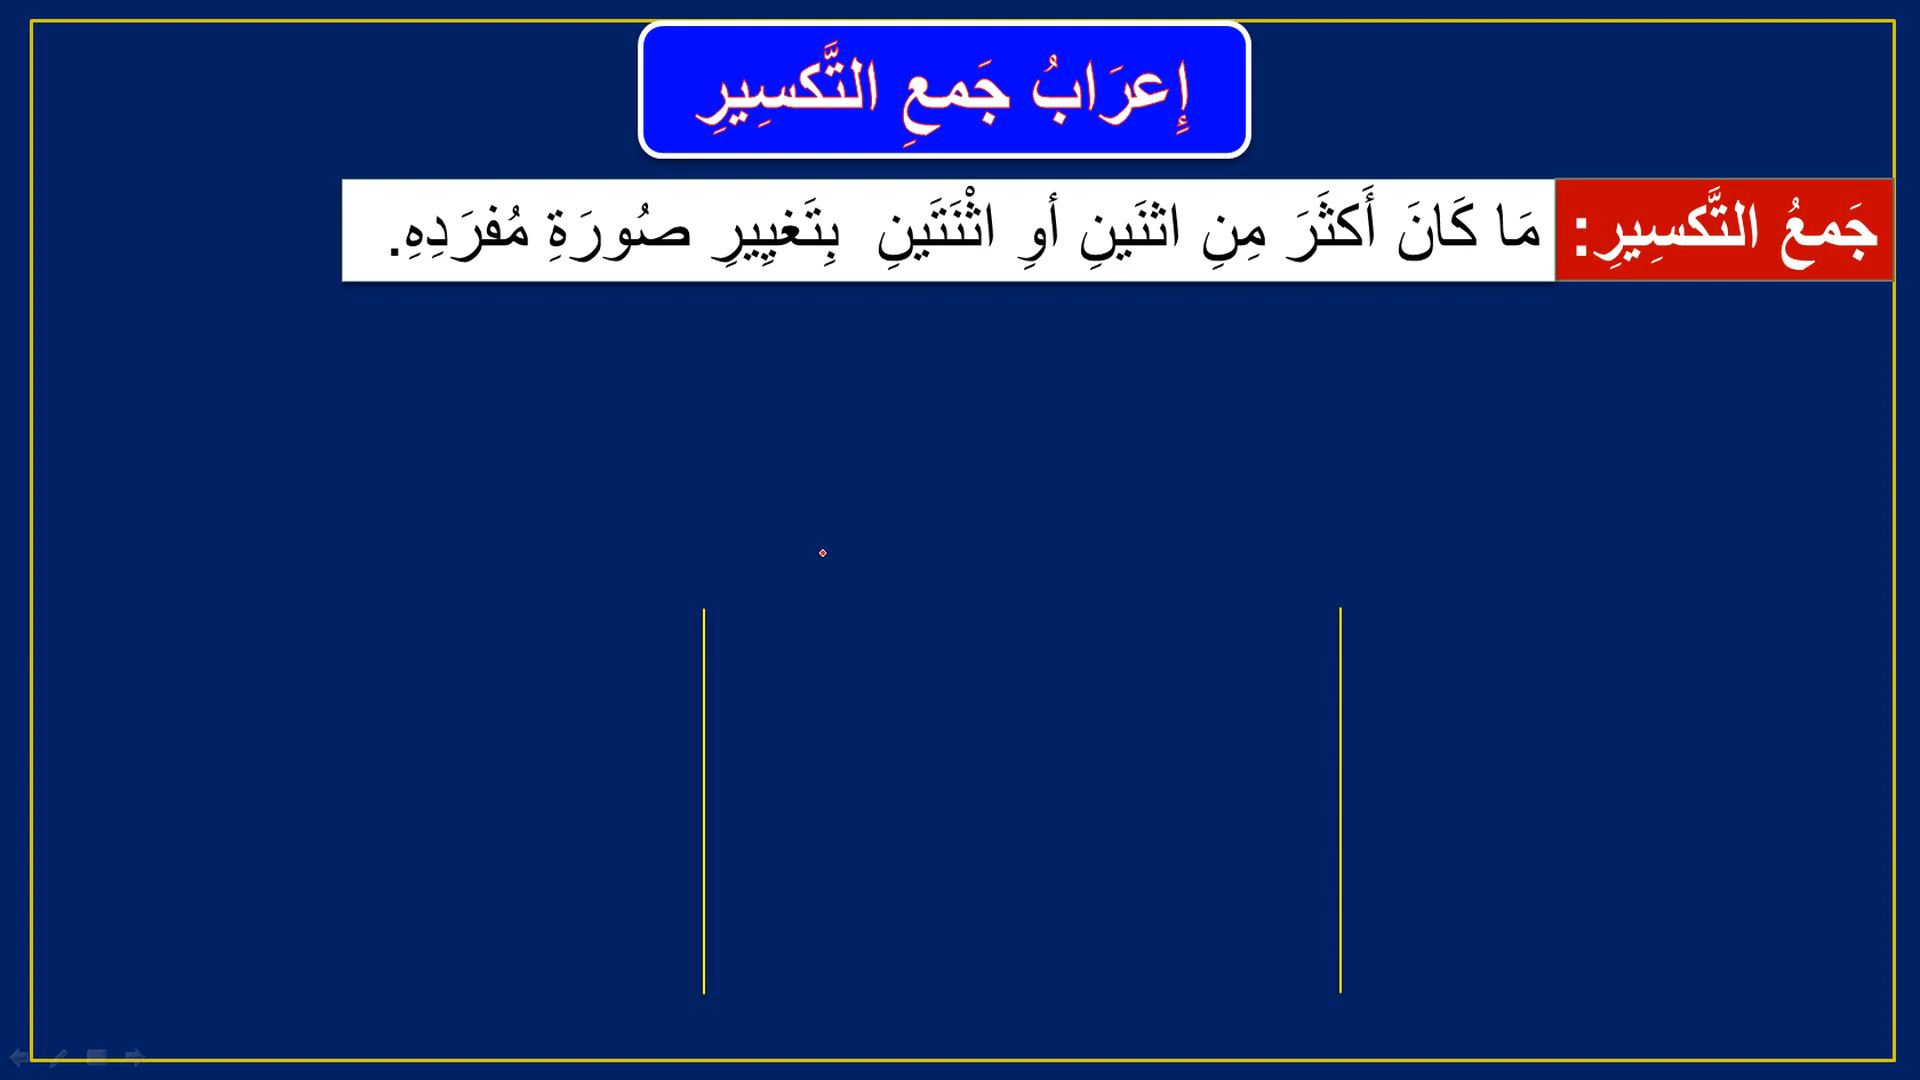 إِعرَابُ جَمعِ التَّكسِيرِ
جَمعُ التَّكسِيرِ: مَا كَانَ أَكثَرَ مِنِ اثنَينِ أَوِ اثْنَتَينِ بِتَغيِيرِ صُورَةِ مُفرَدِهِ.